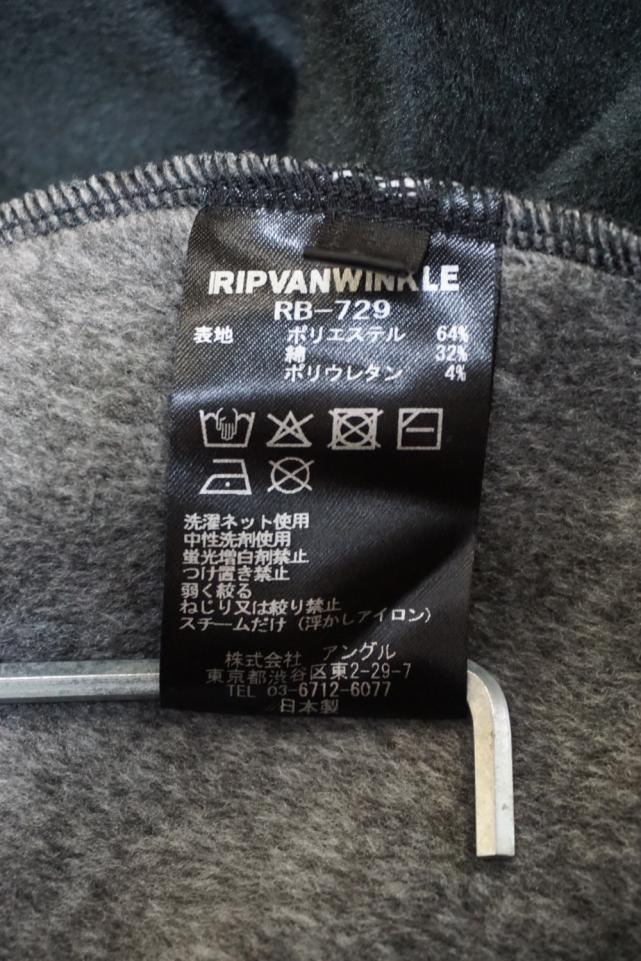 RIPVANWINKLE
RB-729
表地 ポリエステル 64%
綿 32%
ポリウレタン 4%
洗濯ネット使用
中性洗剤使用
蛍光増白剤禁止
つけ置き禁止
弱く絞る
ねじり又は絞り禁止
スチームだけ (浮かしアイロン)
株式会社 アングル
東京都渋谷区東2-29-7
TEL 03-6712-6077
日本製